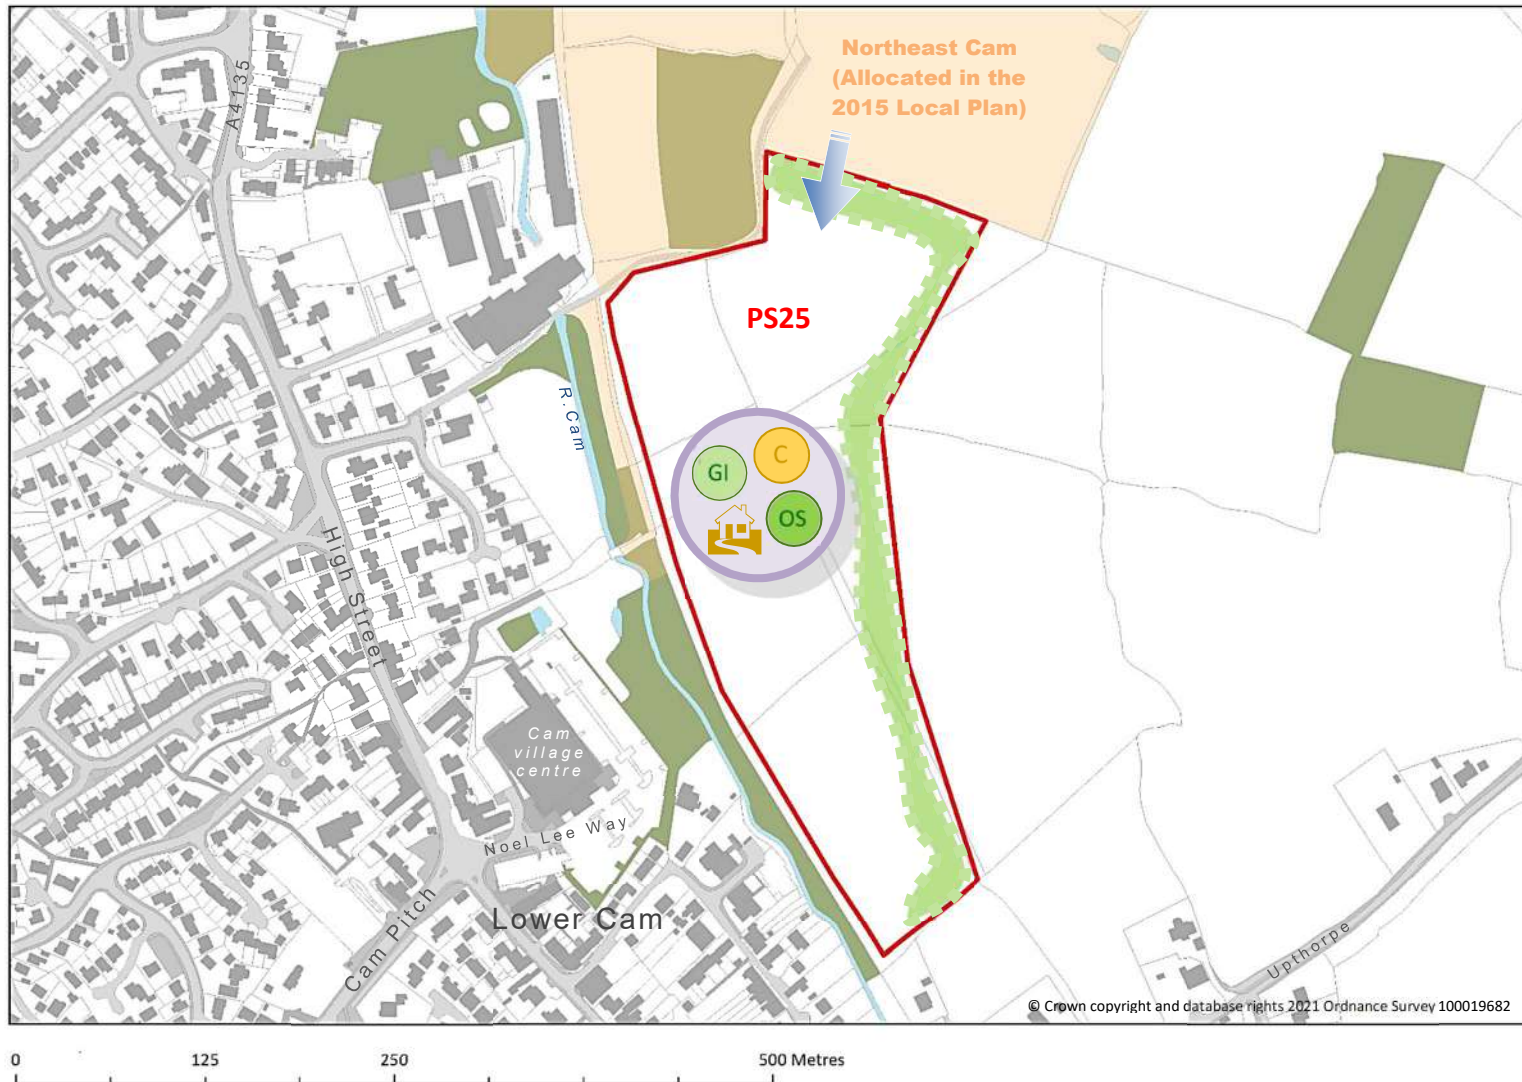 Northeast Cam
(Allocated in the
2015 Local Plan)
A4135
PS25
R. Cam
GI
C
OS
High Street
Cam
village
centre
Noel Lee Way
Lower Cam
Cam Pitch
Upthorpe
© Crown copyright and database rights 2021 Ordnance Survey 100019682
0
125
250
500 Metres